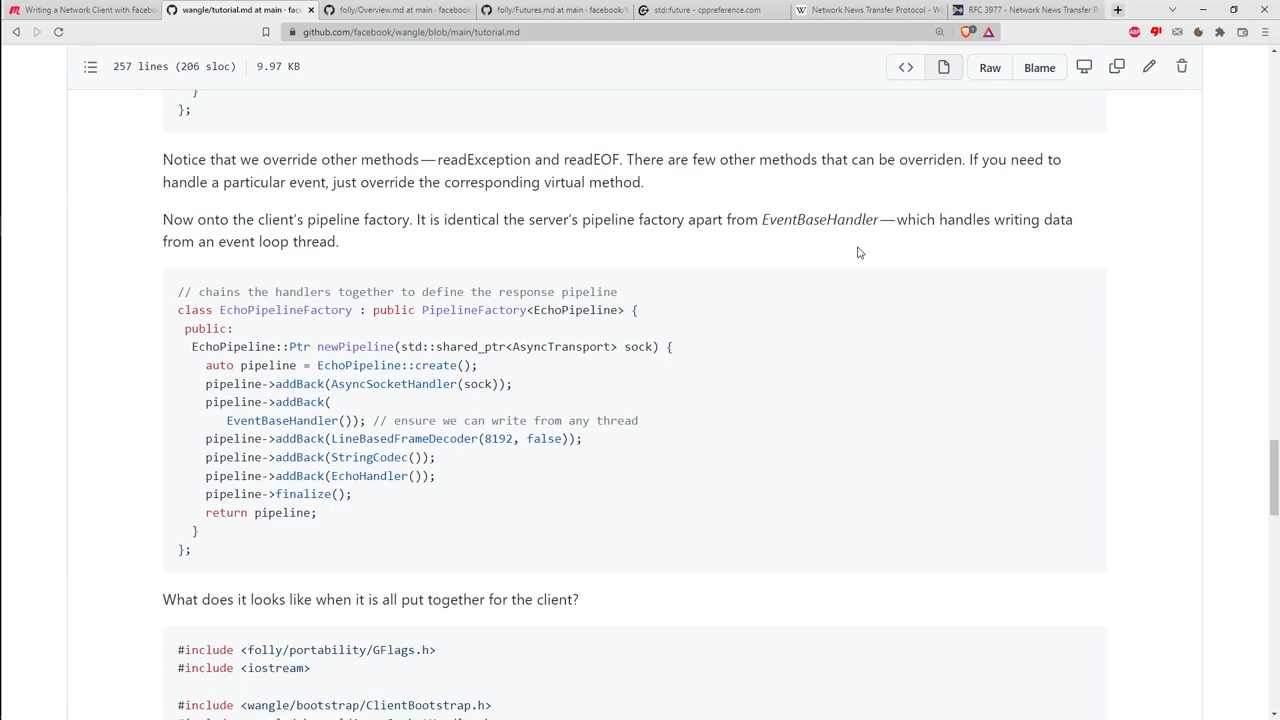 Writing a Network Client with Faceb
wangle/tutorial.md at main · fac
folly/Overview.md at main · facebook
folly/Futures.md at main · facebook/f
std::future - cppreference.com
Network News Transfer Protocol - Wi
RFC 3977 - Network News Transfer P
github.com/facebook/wangle/blob/main/tutorial.md
257 lines (206 sloc) 9.97 KB
Raw
Blame
}
};
Notice that we override other methods—readException and readEOF. There are few other methods that can be overriden. If you need to
handle a particular event, just override the corresponding virtual method.
Now onto the client's pipeline factory. It is identical the server's pipeline factory apart from EventBaseHandler—which handles writing data
from an event loop thread.
// chains the handlers together to define the response pipeline
class EchoPipelineFactory : public PipelineFactory<EchoPipeline> {
public:
EchoPipeline::Ptr newPipeline(std::shared_ptr<AsyncTransport> sock) {
auto pipeline = EchoPipeline::create();
pipeline->addBack(AsyncSocketHandler(sock));
pipeline->addBack(
EventBaseHandler()); // ensure we can write from any thread
pipeline->addBack(LineBasedFrameDecoder(8192, false));
pipeline->addBack(StringCodec());
pipeline->addBack(EchoHandler());
pipeline->finalize();
return pipeline;
}
};
What does it looks like when it is all put together for the client?
#include <folly/portability/GFlags.h>
#include <iostream>
#include <wangle/bootstrap/ClientBootstrap.h>